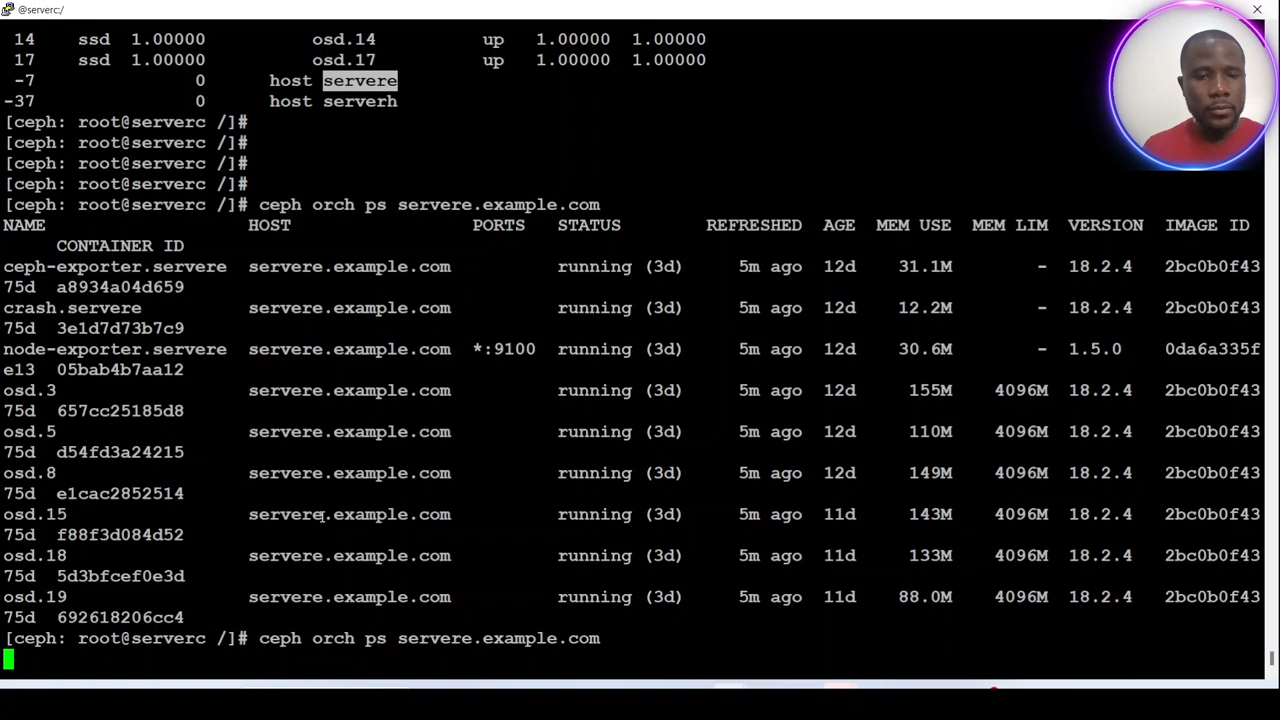 @serverc:/
14 ssd 1.00000 osd.14 up 1.00000 1.00000
17 ssd 1.00000 osd.17 up 1.00000 1.00000
-7 0 host servere
-37 0 host serverh
[ceph: root@serverc /]#
[ceph: root@serverc /]#
[ceph: root@serverc /]#
[ceph: root@serverc /]#
[ceph: root@serverc /]# ceph orch ps servere.example.com
NAME HOST PORTS STATUS REFRESHED AGE MEM USE MEM LIM VERSION IMAGE ID
CONTAINER ID
ceph-exporter.servere servere.example.com running (3d) 5m ago 12d 31.1M - 18.2.4 2bc0b0f43
75d a8934a04d659
crash.servere servere.example.com running (3d) 5m ago 12d 12.2M - 18.2.4 2bc0b0f43
75d 3e1d7d73b7c9
node-exporter.servere servere.example.com *:9100 running (3d) 5m ago 12d 30.6M - 1.5.0 0da6a335f
e13 05bab4b7aa12
osd.3 servere.example.com running (3d) 5m ago 12d 155M 4096M 18.2.4 2bc0b0f43
75d 657cc25185d8
osd.5 servere.example.com running (3d) 5m ago 12d 110M 4096M 18.2.4 2bc0b0f43
75d d54fd3a24215
osd.8 servere.example.com running (3d) 5m ago 12d 149M 4096M 18.2.4 2bc0b0f43
75d e1cac2852514
osd.15 servere.example.com running (3d) 5m ago 11d 143M 4096M 18.2.4 2bc0b0f43
75d f88f3d084d52
osd.18 servere.example.com running (3d) 5m ago 11d 133M 4096M 18.2.4 2bc0b0f43
75d 5d3bfcef0e3d
osd.19 servere.example.com running (3d) 5m ago 11d 88.0M 4096M 18.2.4 2bc0b0f43
75d 692618206cc4
[ceph: root@serverc /]# ceph orch ps servere.example.com